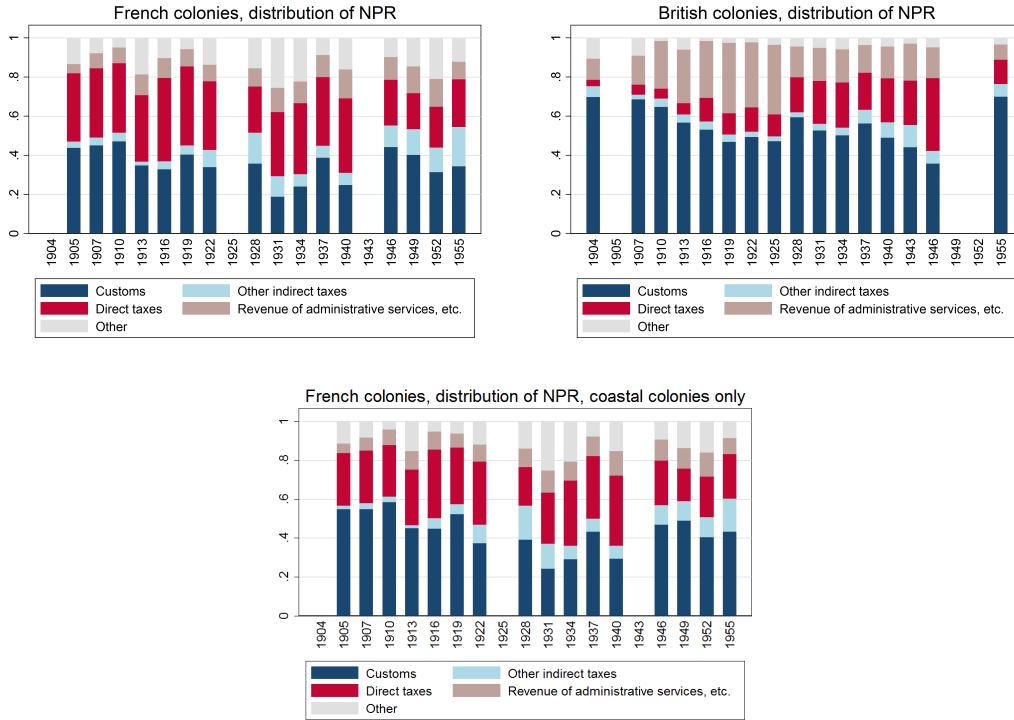 French colonies, distribution of NPR
1
.8
.6
.4
.2
0
1904 1905 1907 1910 1913 1916 1919 1922 1925 1928 1931 1934 1937 1940 1943 1946 1949 1952 1955
Customs Other indirect taxes
Direct taxes Revenue of administrative services, etc.
Other
British colonies, distribution of NPR
1
.8
.6
.4
.2
0
1904 1905 1907 1910 1913 1916 1919 1922 1925 1928 1931 1934 1937 1940 1943 1946 1949 1952 1955
Customs Other indirect taxes
Direct taxes Revenue of administrative services, etc.
Other
French colonies, distribution of NPR, coastal colonies only
1
.8
.6
.4
.2
0
1904 1905 1907 1910 1913 1916 1919 1922 1925 1928 1931 1934 1937 1940 1943 1946 1949 1952 1955
Customs Other indirect taxes
Direct taxes Revenue of administrative services, etc.
Other